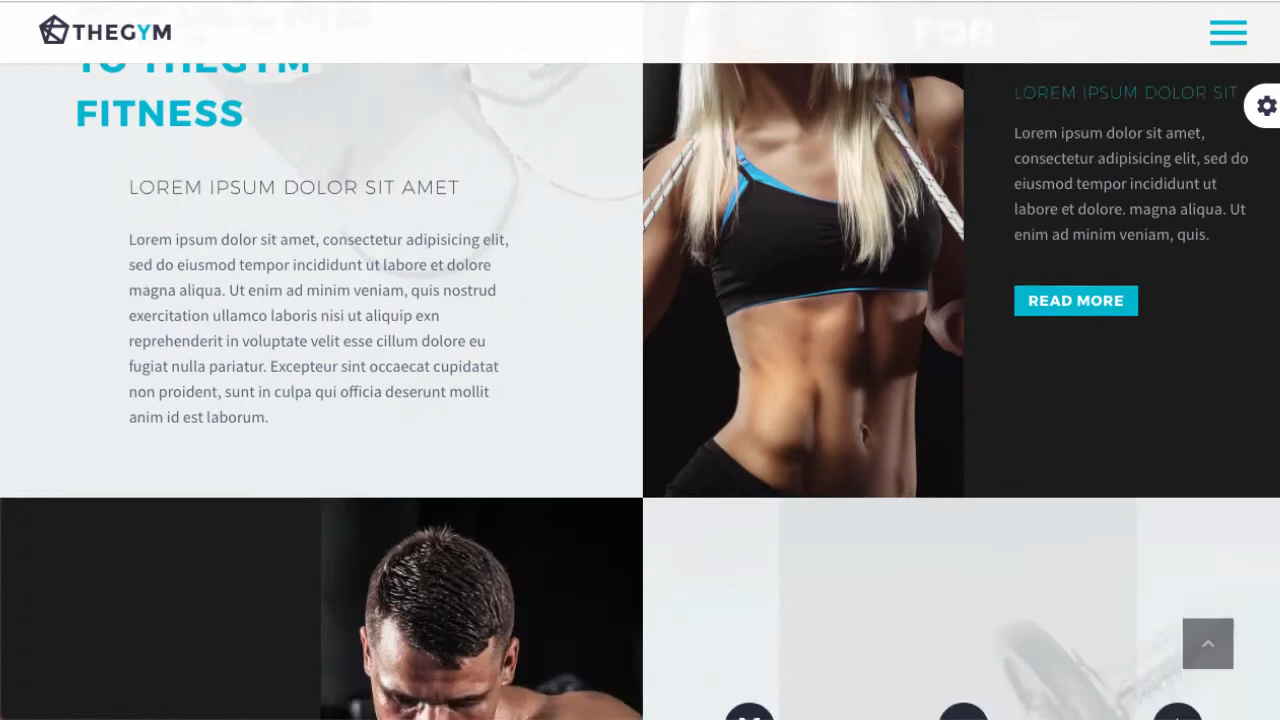 THEGYM
FOR
TO THEGYM
FITNESS
LOREM IPSUM DOLOR SIT AMET
Lorem ipsum dolor sit amet, consectetur adipisicing elit,
sed do eiusmod tempor incididunt ut labore et dolore
magna aliqua. Ut enim ad minim veniam, quis nostrud
exercitation ullamco laboris nisi ut aliquip exn
reprehenderit in voluptate velit esse cillum dolore eu
fugiat nulla pariatur. Excepteur sint occaecat cupidatat
non proident, sunt in culpa qui officia deserunt mollit
anim id est laborum.
LOREM IPSUM DOLOR SIT
Lorem ipsum dolor sit amet,
consectetur adipisicing elit, sed do
eiusmod tempor incididunt ut
labore et dolore. magna aliqua. Ut
enim ad minim veniam, quis.
READ MORE